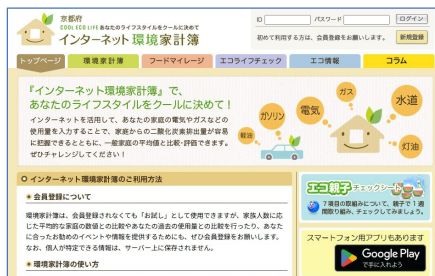 京都府
COOL ECO LIFE あなたのライフスタイルをクールに決めて
インターネット環境家計簿
ID
パスワード
ログイン
初めて利用する方は、会員登録をお願いします。
新規登録
トップページ
環境家計簿
フードマイレージ
エコライフチェック
エコ情報
コラム
『インターネット環境家計簿』で、
あなたのライフスタイルをクールに決めて！
インターネットを活用して、あなたの家庭の電気やガスなどの
使用量を入力することで、家庭からの二酸化炭素排出量が容易
に把握できるとともに、一般家庭の平均値と比較・評価できます。
ぜひチャレンジしてください！
軽油
ガソリン
電気
ガス
水道
灯油
インターネット環境家計簿のご利用方法
会員登録について
環境家計簿は、会員登録されなくても「お試し」として使用できますが、家族人数に応
じた平均的な家庭の数値との比較やあなたの過去の使用量との比較を行ったり、あなた
に合ったお勧めのイベントや情報を提供するためにも、ぜひ会員登録をお願いします。
なお、個人が特定できる情報は、サーバー上に保存されません。
環境家計簿の使い方
エコ親子チェックシート
7項目の取組みについて、親子で1週
間取り組み、チェックしてみましょう。
スマートフォン用アプリもあります
Google Play
で手に入れよう